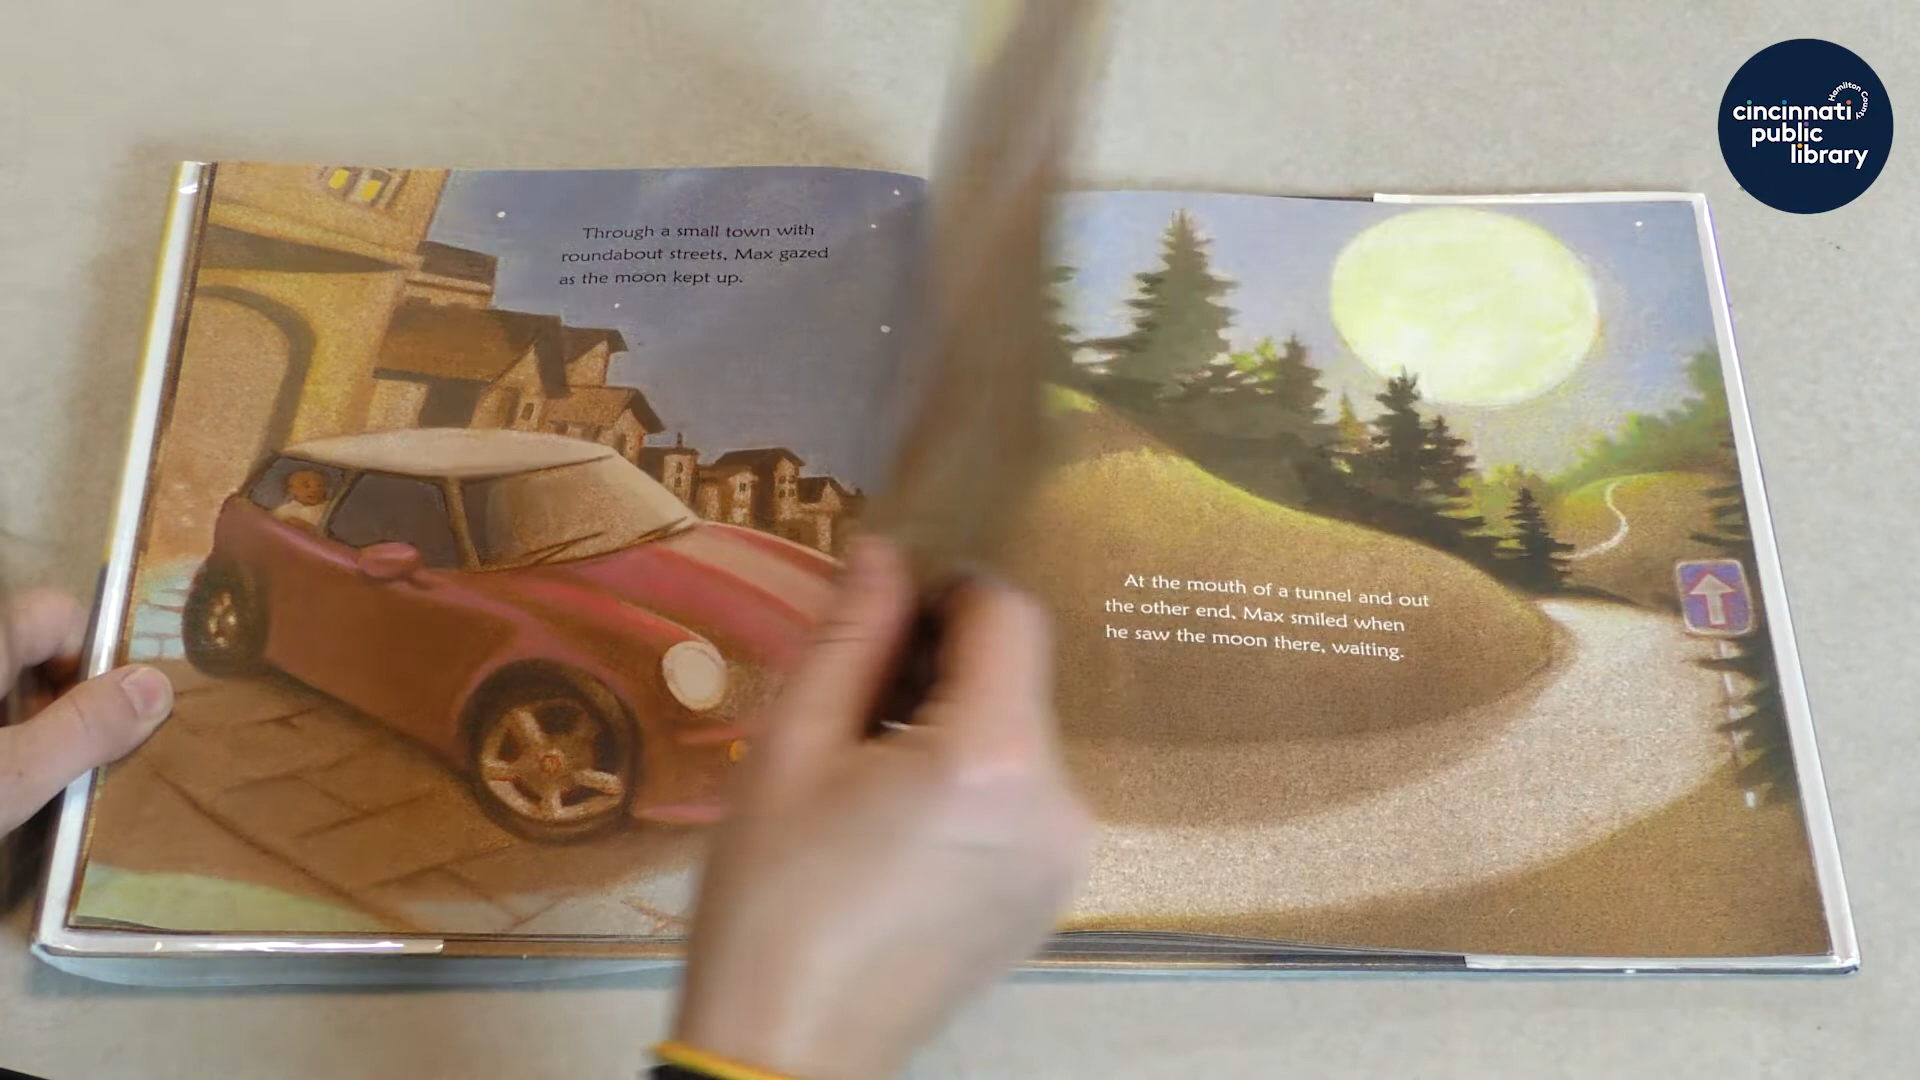 Through a small town with
roundabout streets, Max gazed
as the moon kept up.
At the mouth of a tunnel and out
the other end, Max smiled when
he saw the moon there, waiting.
Hamilton County
cincinnati
public
library